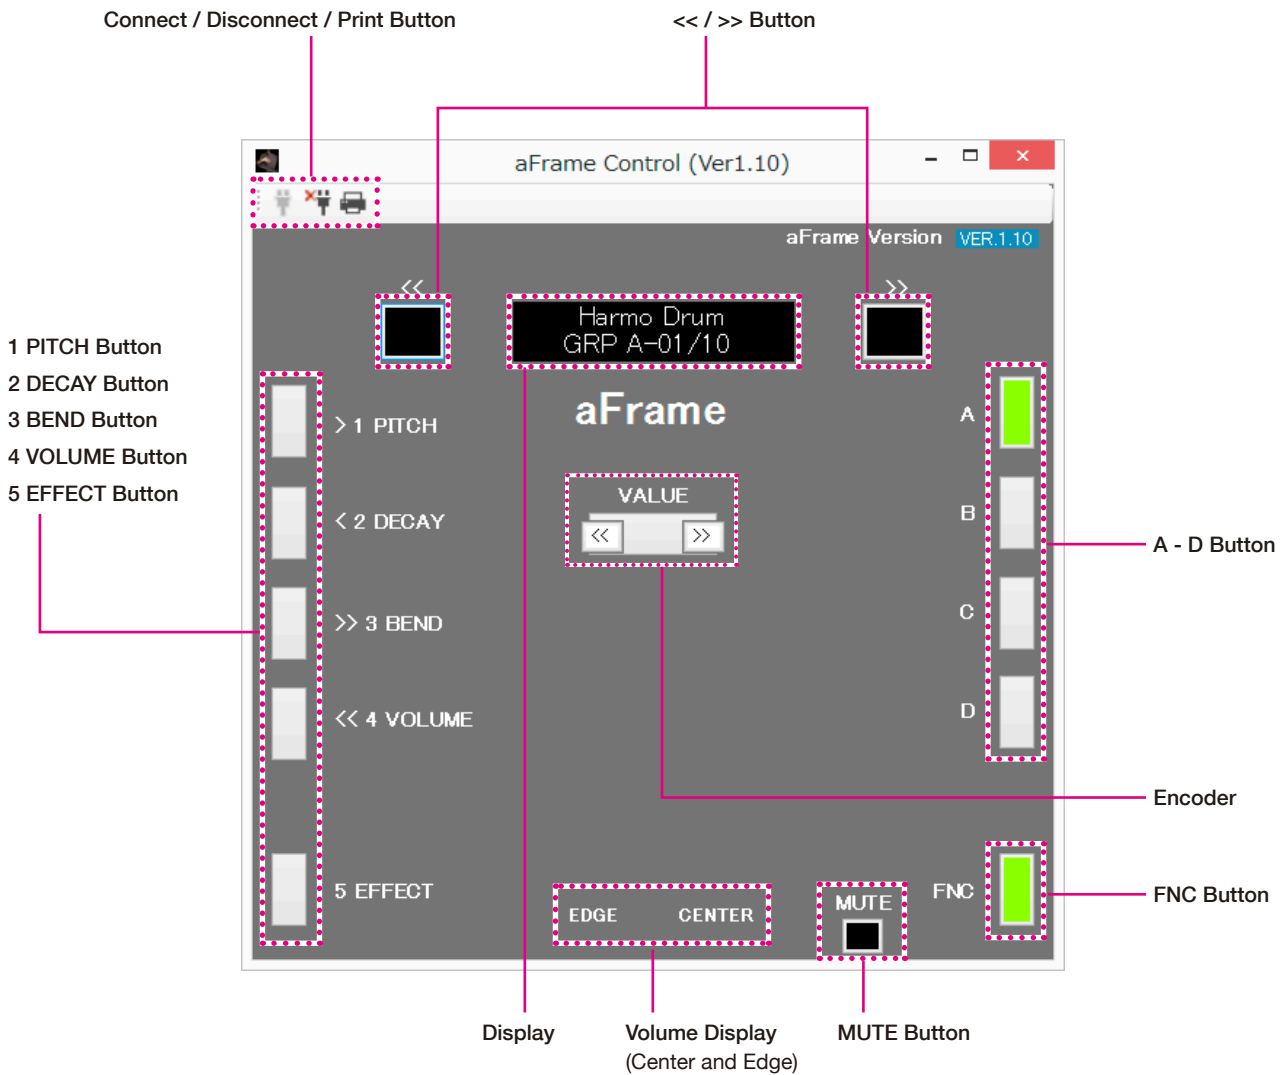 Connect / Disconnect / Print Button
<< / >> Button
aFrame Control (Ver1.10)
aFrame Version VER.1.10
<<
>>
Harmo Drum
GRP A-01/10
1 PITCH Button
2 DECAY Button
3 BEND Button
4 VOLUME Button
5 EFFECT Button
aFrame
> 1 PITCH
A
VALUE
<< >>
< 2 DECAY
B
A - D Button
>> 3 BEND
C
<< 4 VOLUME
D
Encoder
5 EFFECT
EDGE CENTER
MUTE
FNC
FNC Button
Display
Volume Display
(Center and Edge)
MUTE Button